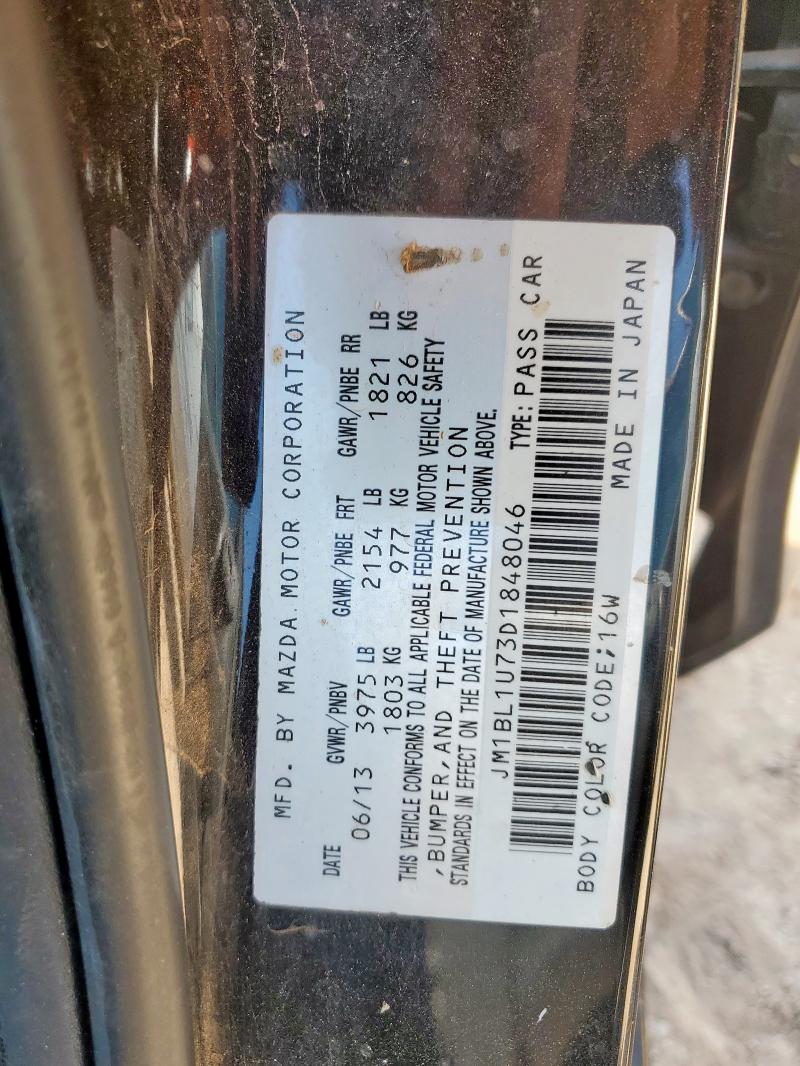 MFD. BY MAZDA MOTOR CORPORATION
DATE GVWR/PNBV GAWR/PNBE FRT GAWR/PNBE RR
06/13 3975 LB 2154 LB 1821 LB
1803 KG 977 KG 826 KG
THIS VEHICLE CONFORMS TO ALL APPLICABLE FEDERAL MOTOR VEHICLE SAFETY
,BUMPER,AND THEFT PREVENTION
STANDARDS IN EFFECT ON THE DATE OF MANUFACTURE SHOWN ABOVE.
JM1BL1U73D1848046 TYPE:PASS CAR
BODY COLOR CODE;16W MADE IN JAPAN